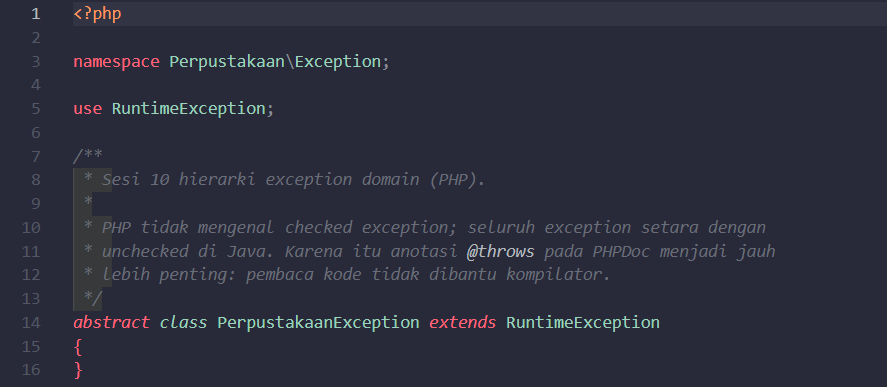 1 <?php
2
3 namespace Perpustakaan\Exception;
4
5 use RuntimeException;
6
7 /**
8 * Sesi 10 hierarki exception domain (PHP).
9 *
10 * PHP tidak mengenal checked exception; seluruh exception setara dengan
11 * unchecked di Java. Karena itu anotasi @throws pada PHPDoc menjadi jauh
12 * lebih penting: pembaca kode tidak dibantu kompilator.
13 */
14 abstract class PerpustakaanException extends RuntimeException
15 {
16 }